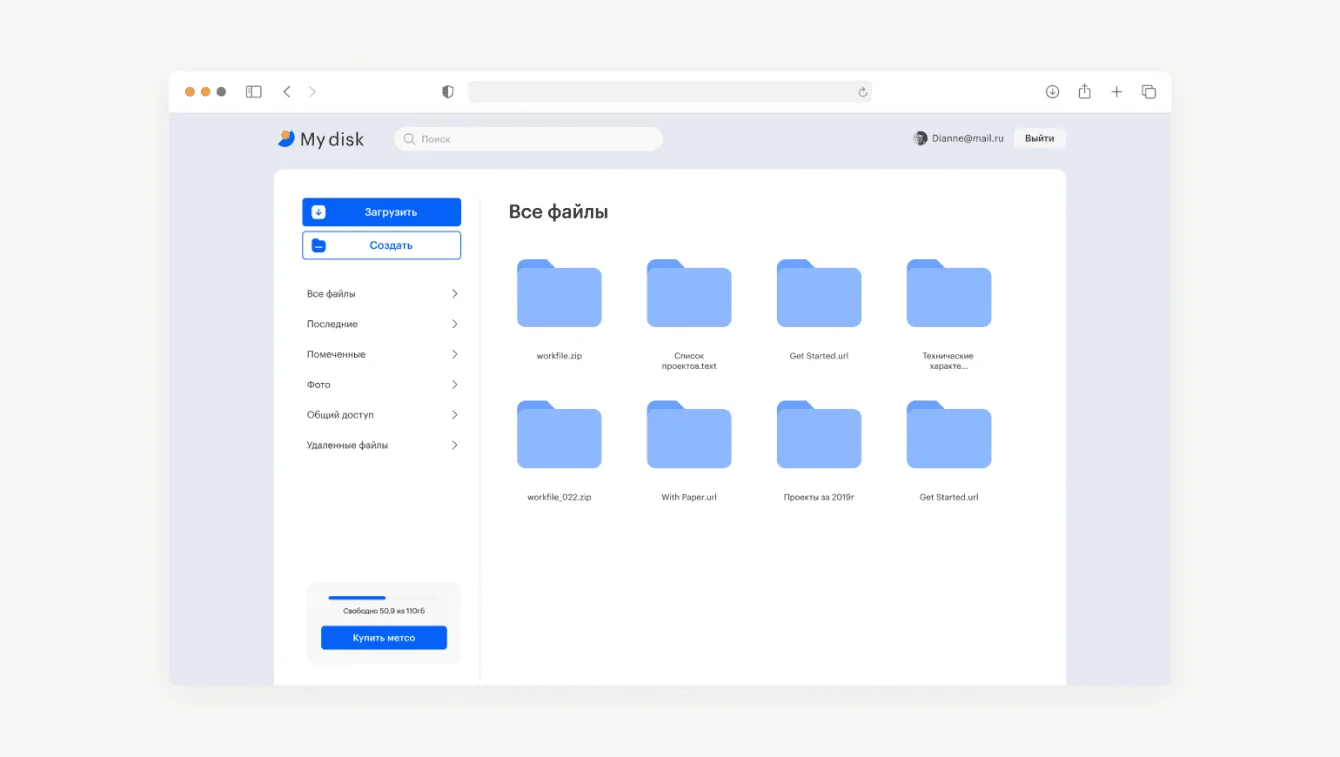 My disk
Поиск
Dianne@mail.ru
Выйти
Загрузить
Создать
Все файлы
Последние
Помеченные
Фото
Общий доступ
Удаленные файлы
Свободно 50,9 из 110гб
Купить метсо
Все файлы
workfile.zip
Список
проектов.text
Get Started.url
Технические
характе...
workfile_022.zip
With Paper.url
Проекты за 2019г
Get Started.url